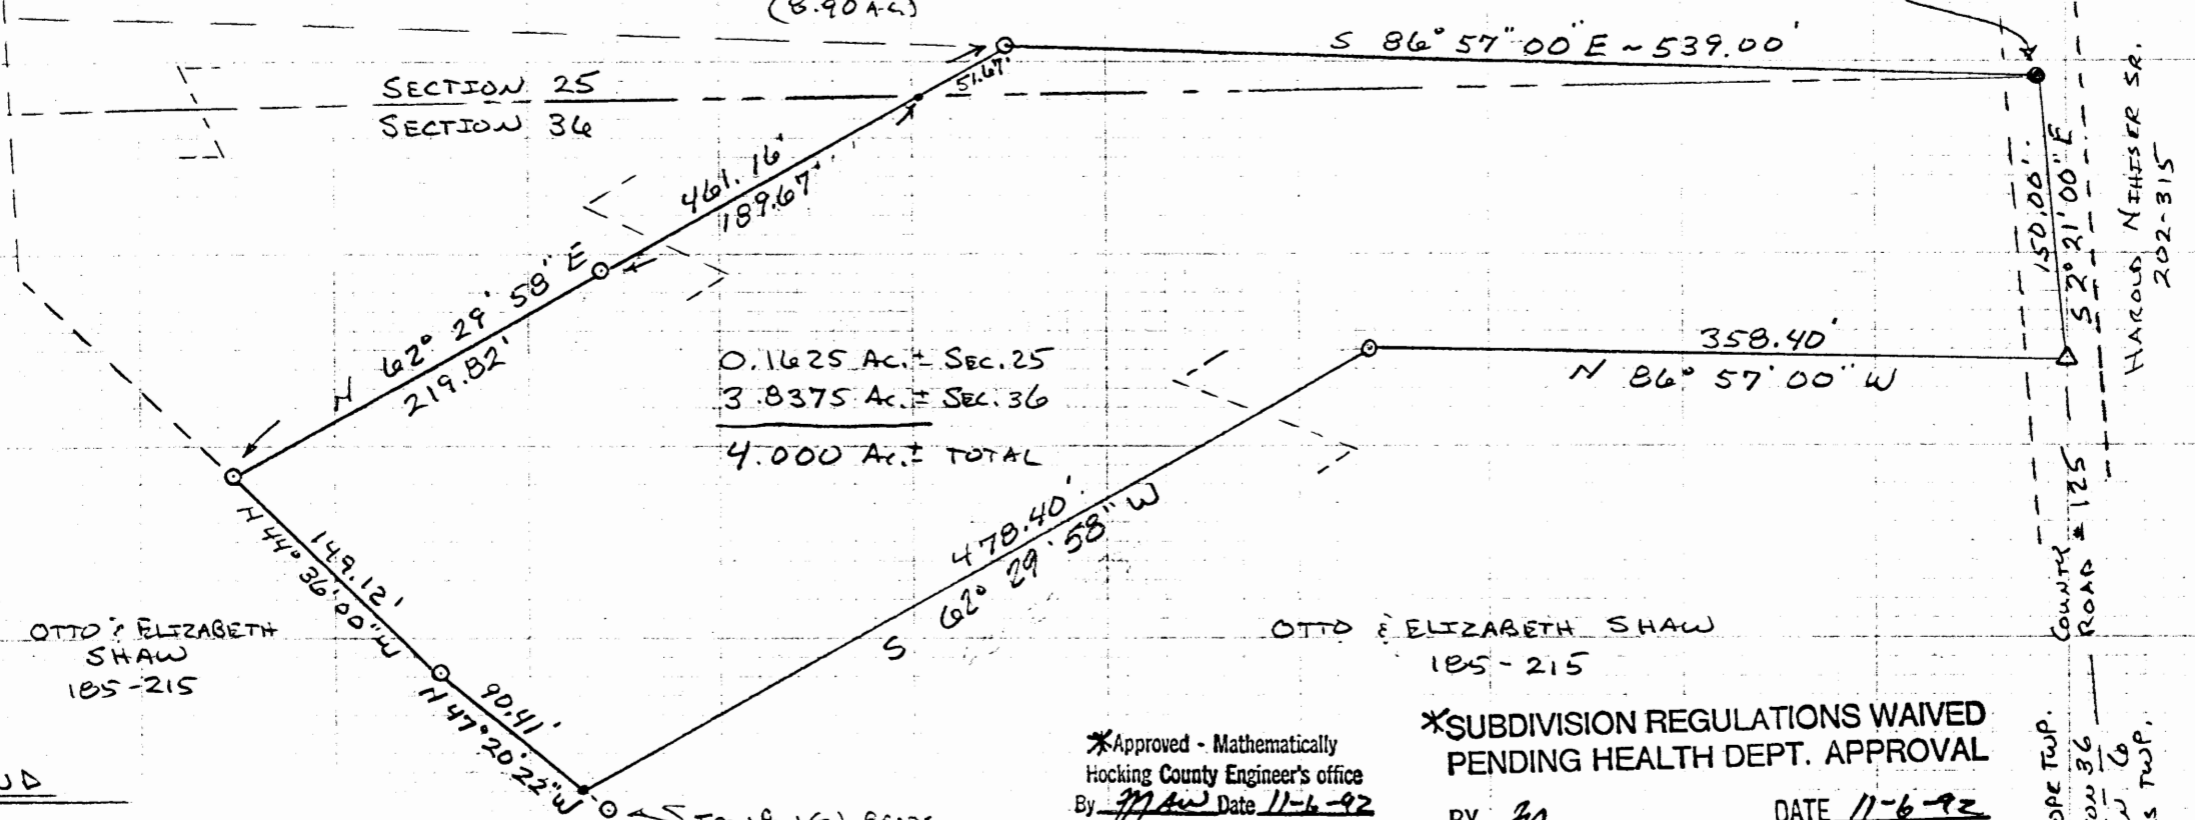 (8.90 Ac.)
S 86° 57" 00" E ~ 539.00'
51.67'
SECTION 25
SECTION 36
461.16'
189.67'
N 62° 29' 58" E
219.82'
150.00'
S 2° 21' 00" E
HAROLD NIHISER SR.
202-315
0.1625 Ac.± SEC. 25
3.8375 Ac.± SEC. 36
4.000 Ac.± TOTAL
358.40'
N 86° 57' 00" W
478.40'
S 62° 29' 58" W
149.12'
N 44° 36' 00" W
90.41'
N 47° 20' 22" W
OTTO & ELIZABETH
SHAW
185-215
OTTO & ELIZABETH SHAW
185-215
COUNTY
ROAD # 125
*Approved - Mathematically
Hocking County Engineer's office
By MAW Date 11-6-92
*SUBDIVISION REGULATIONS WAIVED
PENDING HEALTH DEPT. APPROVAL
BY DATE 11-6-92
TWP.
36
6
TWP.